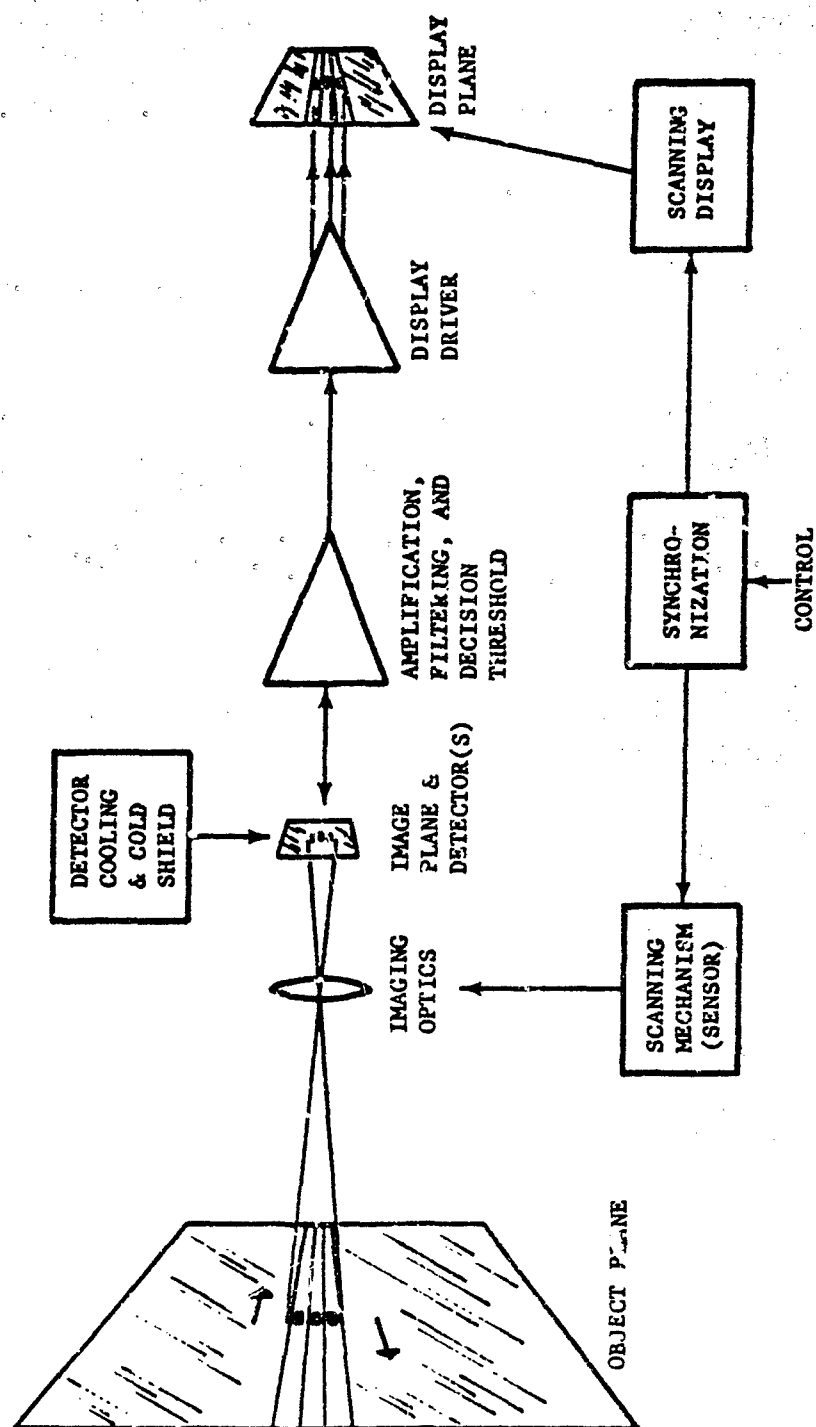 OBJECT PLANE
IMAGING
OPTICS
DETECTOR
COOLING
& COLD
SHIELD
IMAGE
PLANE &
DETECTOR(S)
AMPLIFICATION,
FILTERING, AND
DECISION
THRESHOLD
DISPLAY
DRIVER
DISPLAY
PLANE
SCANNING
MECHANISM
(SENSOR)
SYNCHRO-
NIZATION
CONTROL
SCANNING
DISPLAY